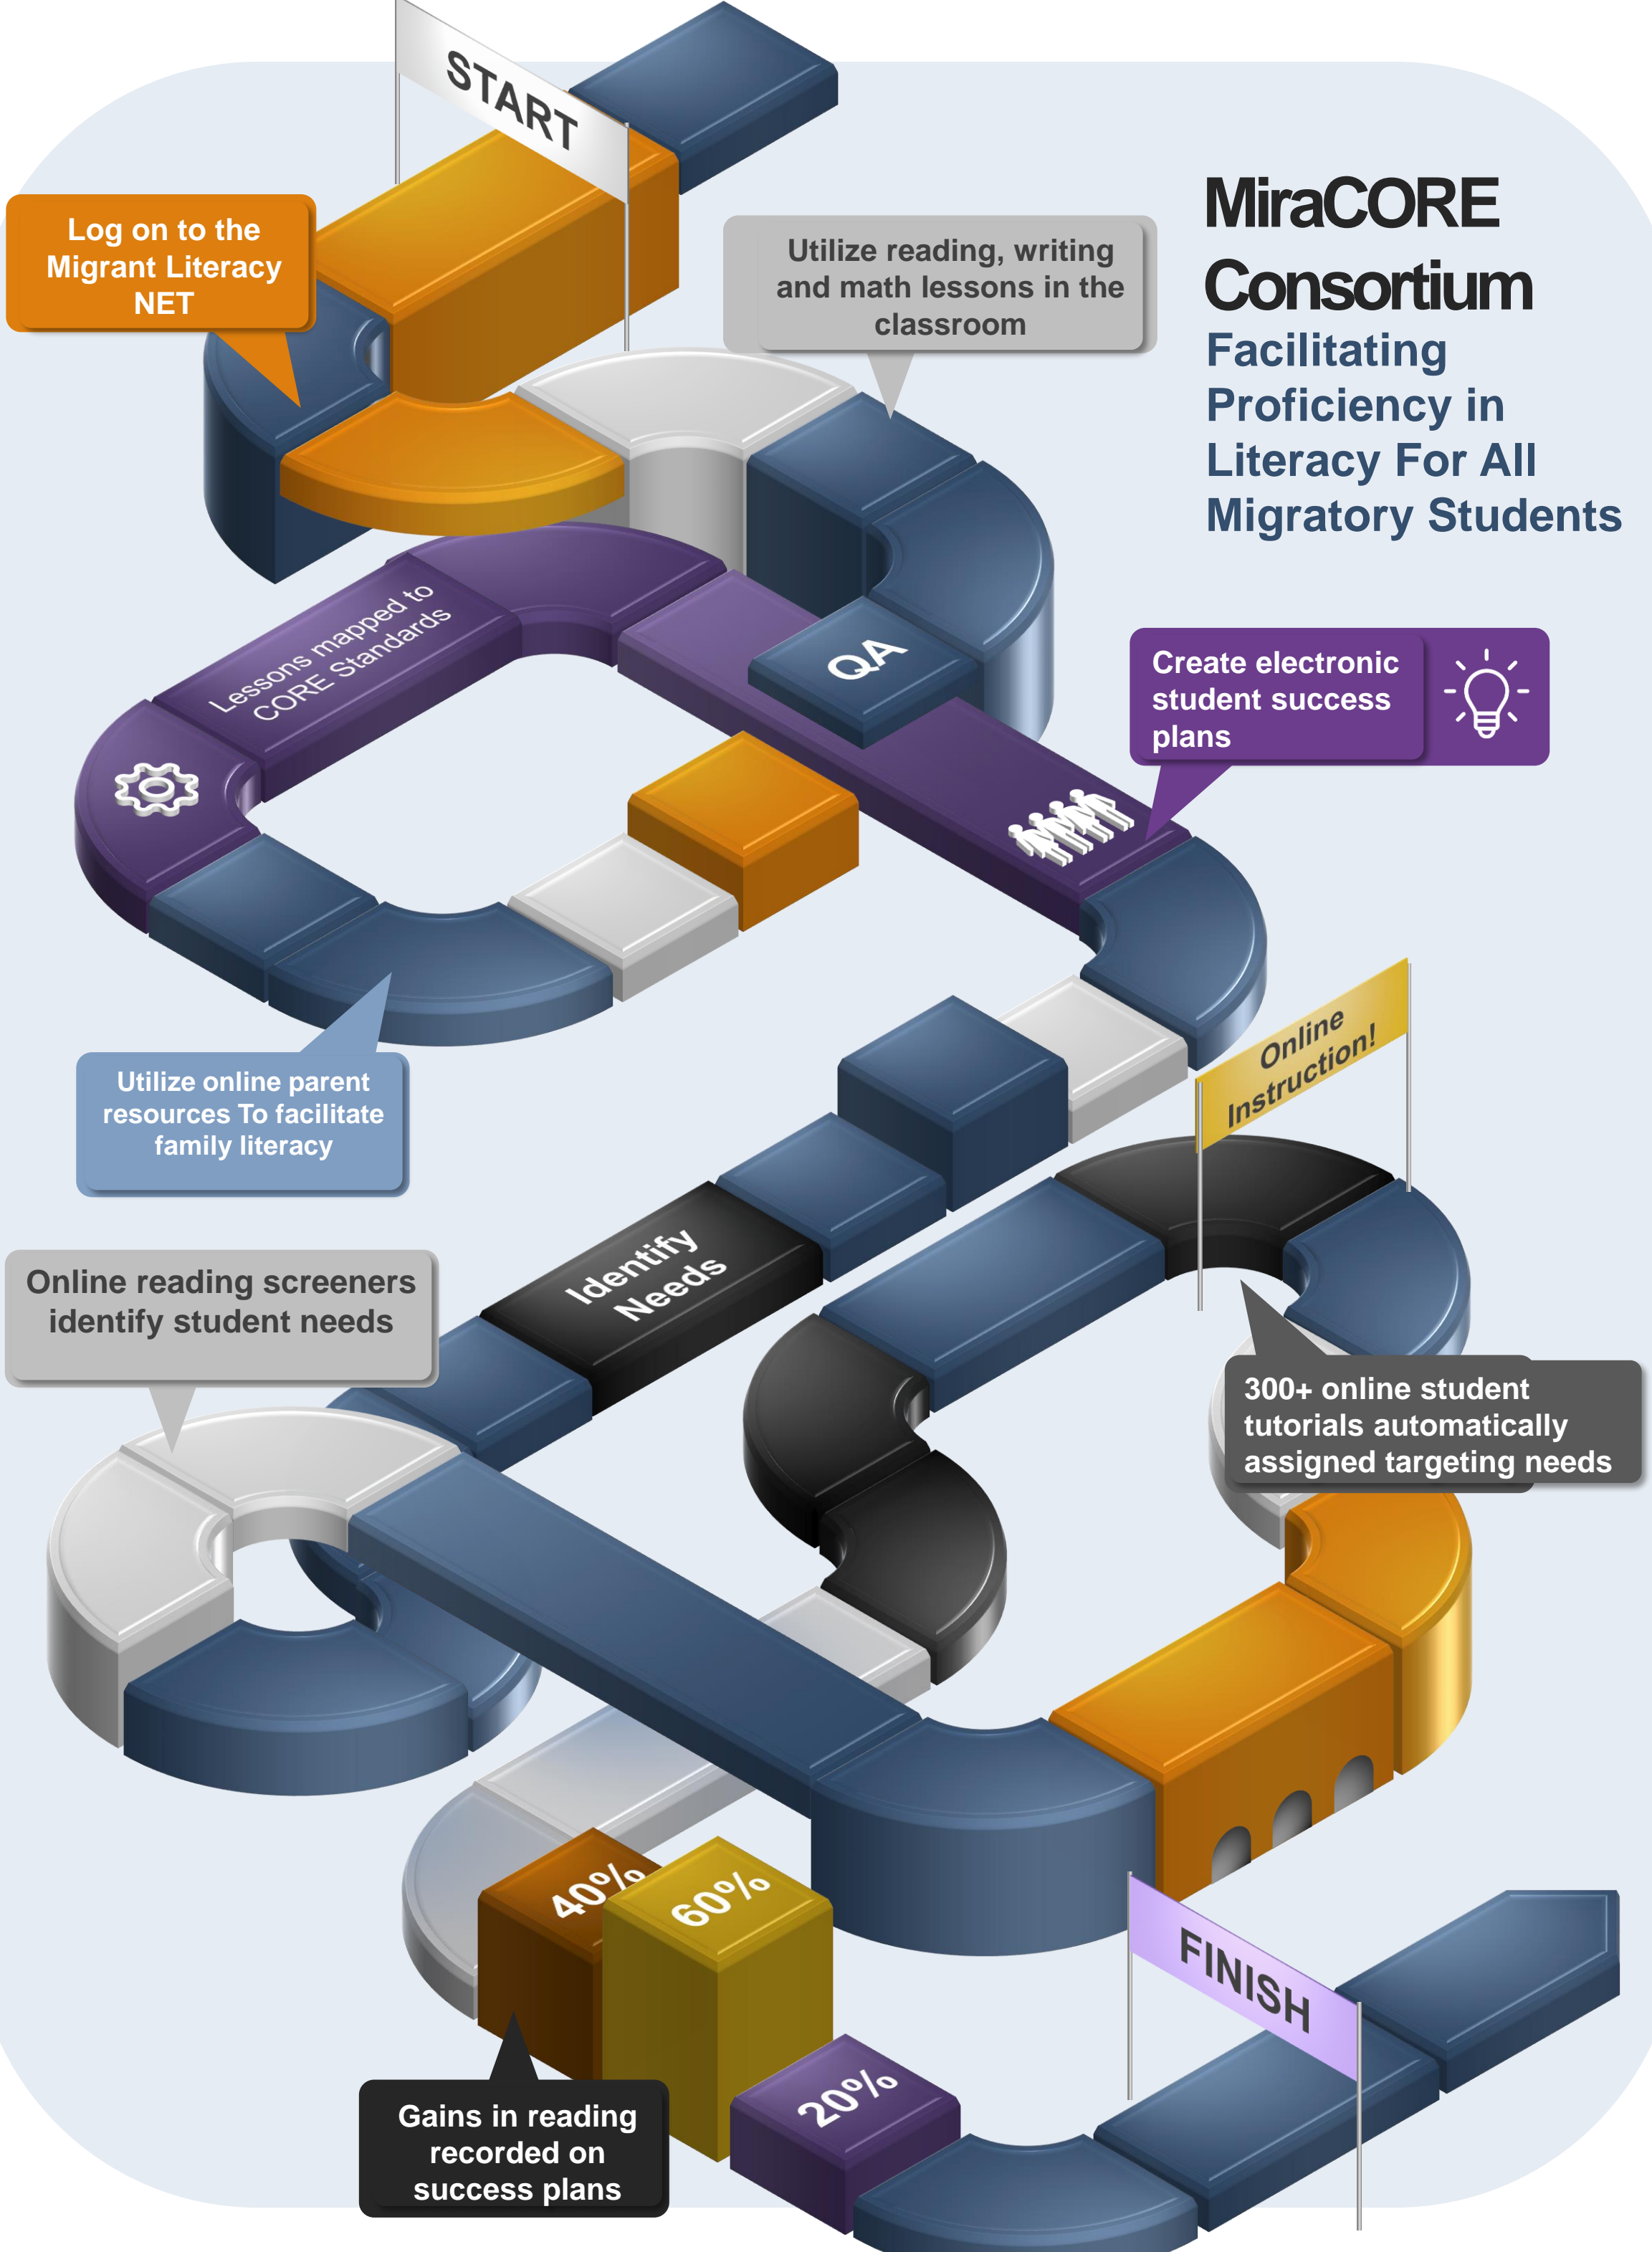 START
Log on to the
Migrant Literacy
NET
Utilize reading, writing
and math lessons in the
classroom
MiraCORE
Consortium
Facilitating
Proficiency in
Literacy For All
Migratory Students
Lessons mapped to
CORE Standards
QA
Create electronic
student success
plans
Utilize online parent
resources To facilitate
family literacy
Online
Instruction!
Identify
Needs
Online reading screeners
identify student needs
300+ online student
tutorials automatically
assigned targeting needs
40%
60%
FINISH
20%
Gains in reading
recorded on
success plans